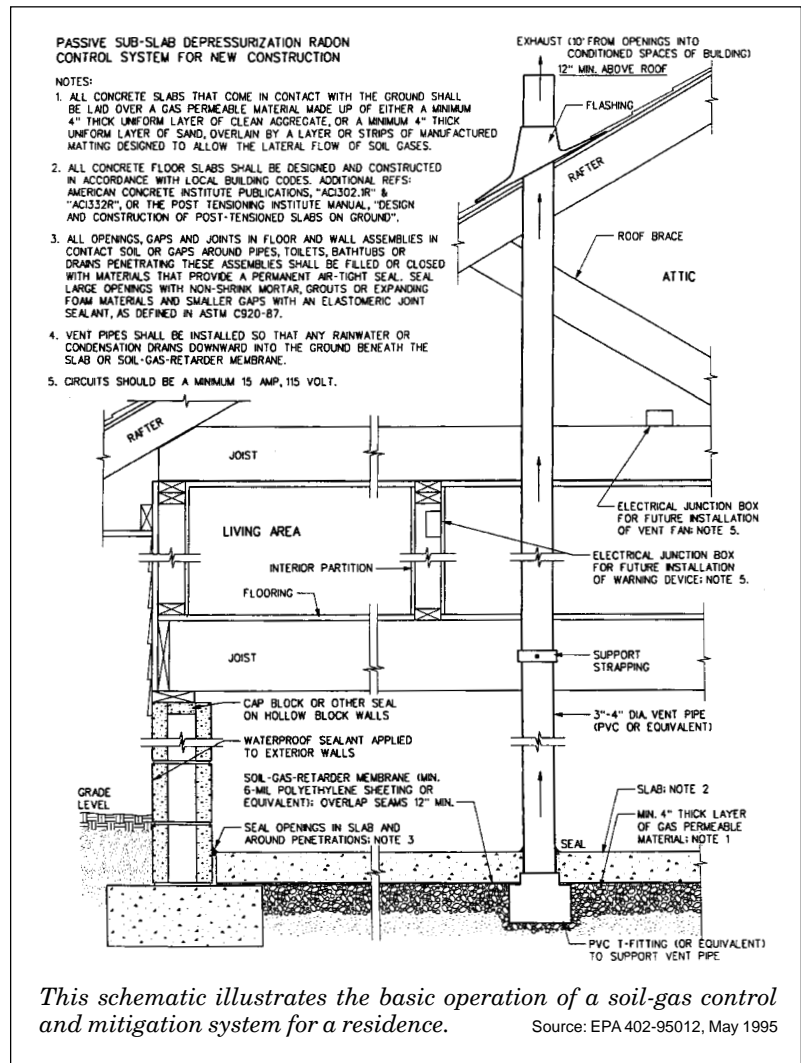 PASSIVE SUB-SLAB DEPRESSURIZATION RADON
CONTROL SYSTEM FOR NEW CONSTRUCTION
NOTES:
1. ALL CONCRETE SLABS THAT COME IN CONTACT WITH THE GROUND SHALL
BE LAID OVER A GAS PERMEABLE MATERIAL MADE UP OF EITHER A MINIMUM
4" THICK UNIFORM LAYER OF CLEAN AGGREGATE, OR A MINIMUM 4" THICK
UNIFORM LAYER OF SAND, OVERLAIN BY A LAYER OR STRIPS OF MANUFACTURED
MATTING DESIGNED TO ALLOW THE LATERAL FLOW OF SOIL GASES.
2. ALL CONCRETE FLOOR SLABS SHALL BE DESIGNED AND CONSTRUCTED
IN ACCORDANCE WITH LOCAL BUILDING CODES. ADDITIONAL REFS:
AMERICAN CONCRETE INSTITUTE PUBLICATIONS, "ACI302.1R" &
"ACI332R", OR THE POST TENSIONING INSTITUTE MANUAL, "DESIGN
AND CONSTRUCTION OF POST-TENSIONED SLABS ON GROUND".
3. ALL OPENINGS, GAPS AND JOINTS IN FLOOR AND WALL ASSEMBLIES IN
CONTACT SOIL OR GAPS AROUND PIPES, TOILETS, BATHTUBS OR
DRAINS PENETRATING THESE ASSEMBLIES SHALL BE FILLED OR CLOSED
WITH MATERIALS THAT PROVIDE A PERMANENT AIR-TIGHT SEAL. SEAL
LARGE OPENINGS WITH NON-SHRINK MORTAR, GROUTS OR EXPANDING
FOAM MATERIALS AND SMALLER GAPS WITH AN ELASTOMERIC JOINT
SEALANT, AS DEFINED IN ASTM C920-87.
4. VENT PIPES SHALL BE INSTALLED SO THAT ANY RAINWATER OR
CONDENSATION DRAINS DOWNWARD INTO THE GROUND BENEATH THE
SLAB OR SOIL-GAS-RETARDER MEMBRANE.
5. CIRCUITS SHOULD BE A MINIMUM 15 AMP, 115 VOLT.
EXHAUST (10' FROM OPENINGS INTO
CONDITIONED SPACES OF BUILDING)
12" MIN. ABOVE ROOF
FLASHING
RAFTER
ROOF BRACE
ATTIC
RAFTER
JOIST
ELECTRICAL JUNCTION BOX
FOR FUTURE INSTALLATION
OF VENT FAN: NOTE 5.
LIVING AREA
ELECTRICAL JUNCTION BOX
FOR FUTURE INSTALLATION
OF WARNING DEVICE: NOTE 5.
INTERIOR PARTITION
FLOORING
JOIST
SUPPORT
STRAPPING
CAP BLOCK OR OTHER SEAL
ON HOLLOW BLOCK WALLS
3"-4" DIA. VENT PIPE
(PVC OR EQUIVALENT)
WATERPROOF SEALANT APPLIED
TO EXTERIOR WALLS
SOIL-GAS-RETARDER MEMBRANE (MIN.
6-MIL POLYETHYLENE SHEETING OR
EQUIVALENT): OVERLAP SEAMS 12" MIN.
GRADE
LEVEL
SLAB: NOTE 2
MIN. 4" THICK LAYER
OF GAS PERMEABLE
MATERIAL: NOTE 1
SEAL OPENINGS IN SLAB AND
AROUND PENETRATIONS: NOTE 3
SEAL
PVC T-FITTING (OR EQUIVALENT)
TO SUPPORT VENT PIPE
This schematic illustrates the basic operation of a soil-gas control
and mitigation system for a residence. Source: EPA 402-95012, May 1995